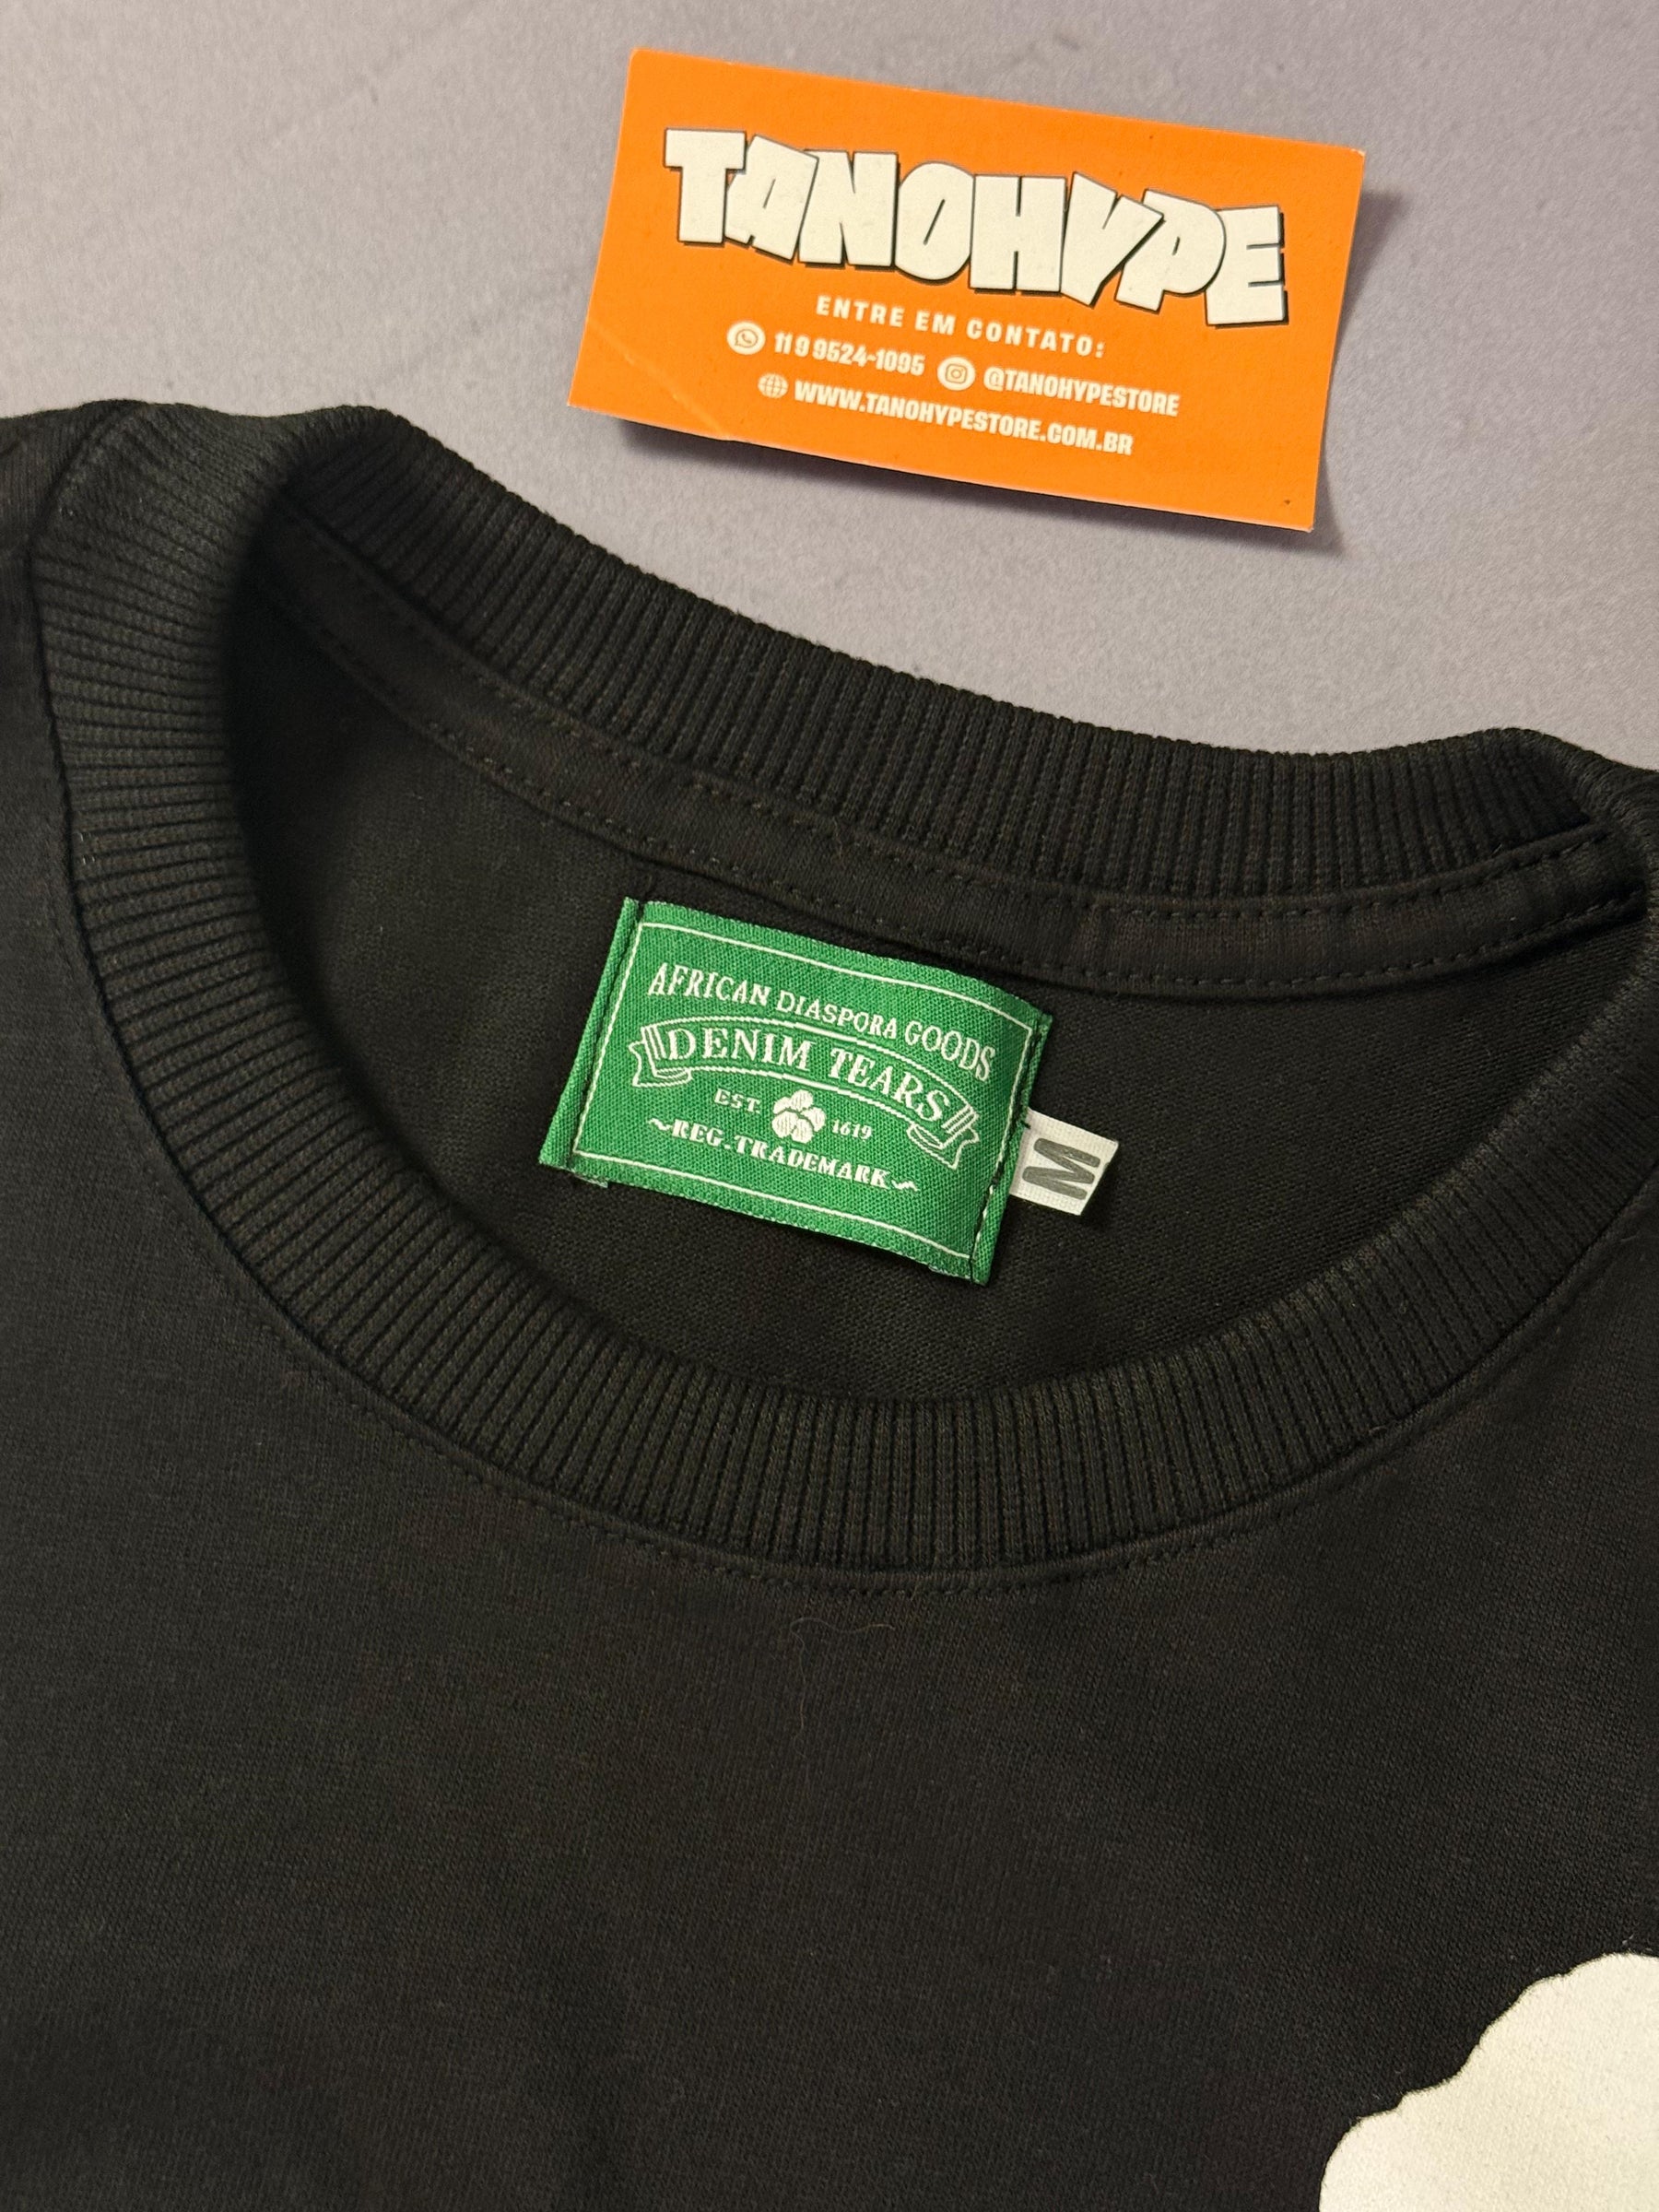 TANOHYPE
ENTRE EM CONTATO:
11 9 9524-1095 @TANOHYPESTORE
WWW.TANOHYPESTORE.COM.BR
AFRICAN DIASPORA GOODS
DENIM TEARS
EST. 1619
~REG. TRADEMARK~
M